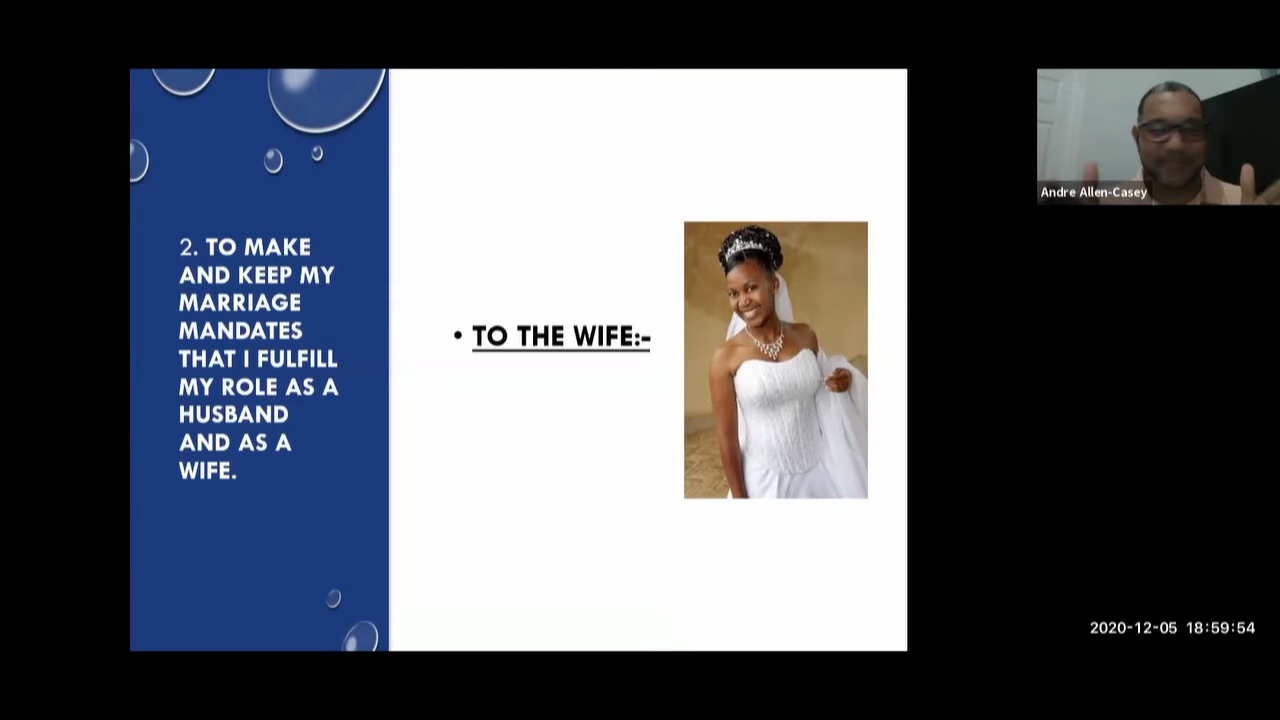 2. TO MAKE
AND KEEP MY
MARRIAGE
MANDATES
THAT I FULFILL
MY ROLE AS A
HUSBAND
AND AS A
WIFE.
• TO THE WIFE:-
Andre Allen-Casey
2020-12-05 18:59:54